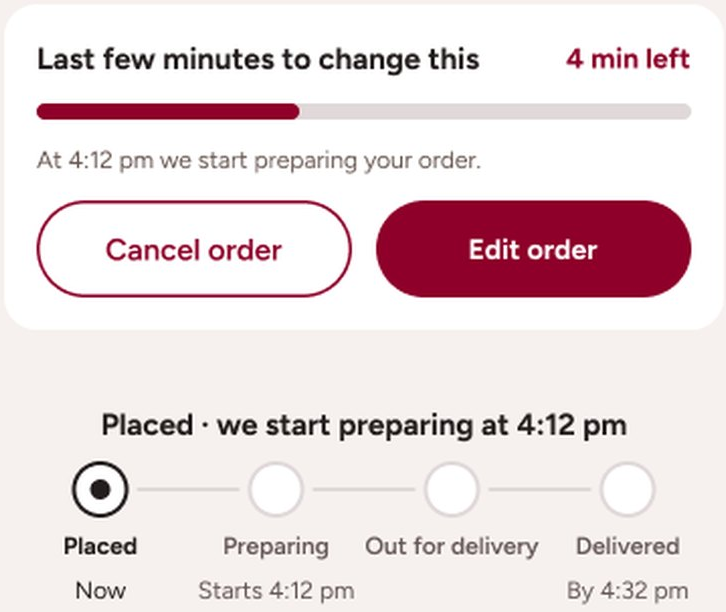 Last few minutes to change this 4 min left
At 4:12 pm we start preparing your order.
Cancel order Edit order
Placed · we start preparing at 4:12 pm
Placed Preparing Out for delivery Delivered
Now Starts 4:12 pm By 4:32 pm